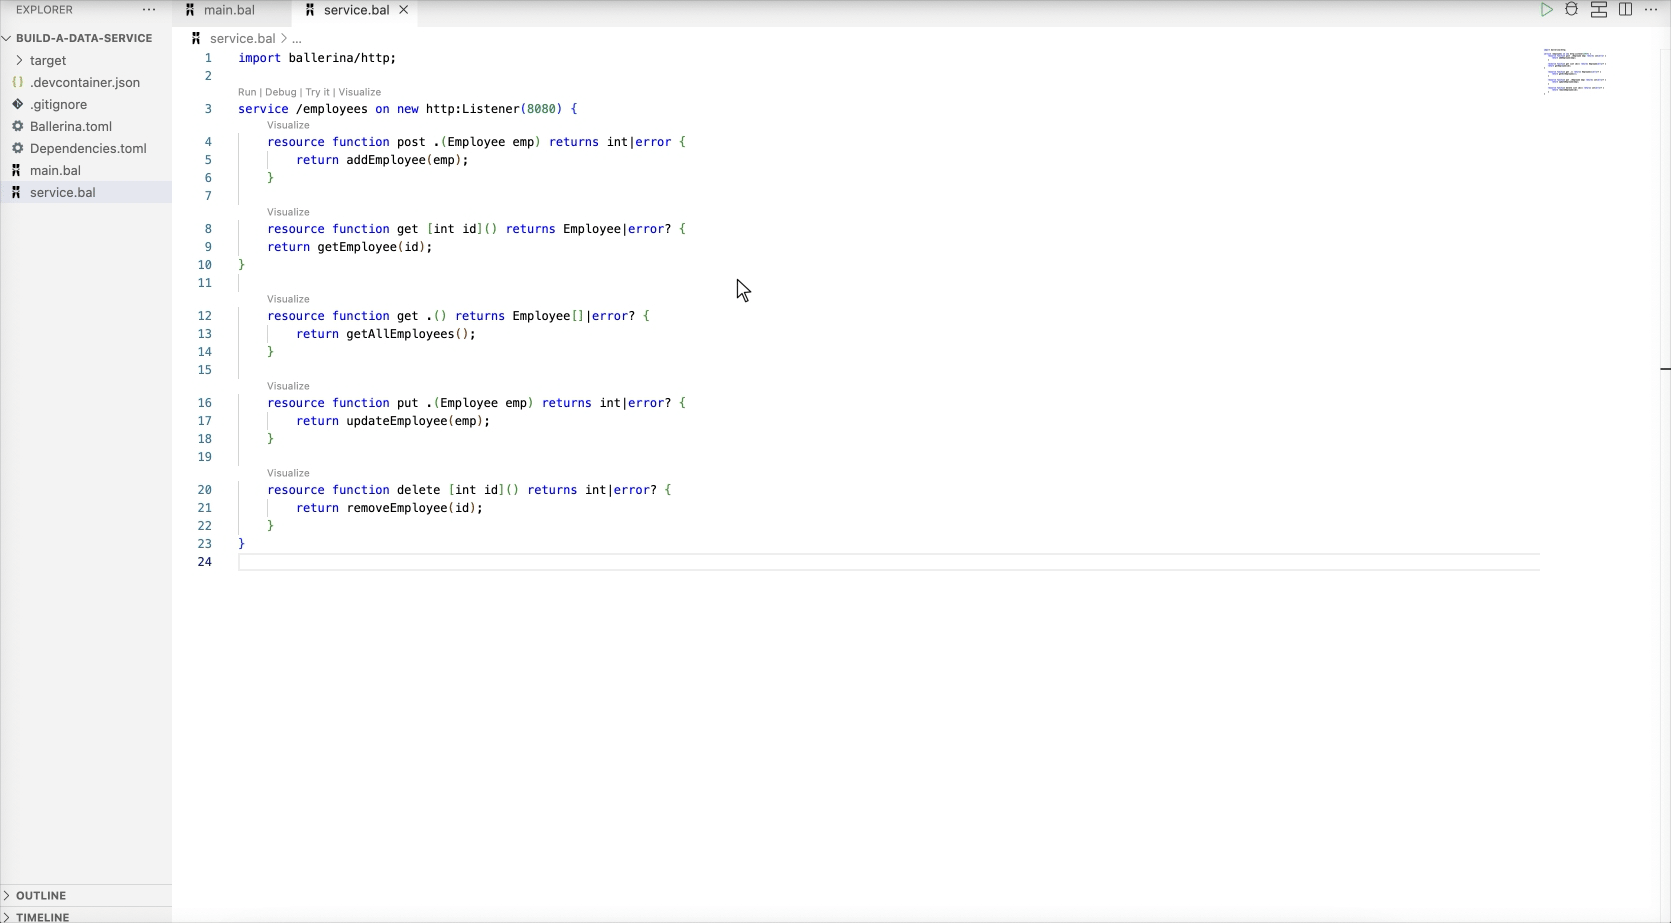 EXPLORER ...
main.bal
service.bal
BUILD-A-DATA-SERVICE
target
.devcontainer.json
.gitignore
Ballerina.toml
Dependencies.toml
main.bal
service.bal
OUTLINE
TIMELINE
service.bal > ...
1 import ballerina/http;
2
Run | Debug | Try it | Visualize
3 service /employees on new http:Listener(8080) {
Visualize
4     resource function post .(Employee emp) returns int|error {
5         return addEmployee(emp);
6     }
7
Visualize
8     resource function get [int id]() returns Employee|error? {
9     return getEmployee(id);
10 }
11
Visualize
12     resource function get .() returns Employee[]|error? {
13         return getAllEmployees();
14     }
15
Visualize
16     resource function put .(Employee emp) returns int|error? {
17         return updateEmployee(emp);
18     }
19
Visualize
20     resource function delete [int id]() returns int|error? {
21         return removeEmployee(id);
22     }
23 }
24